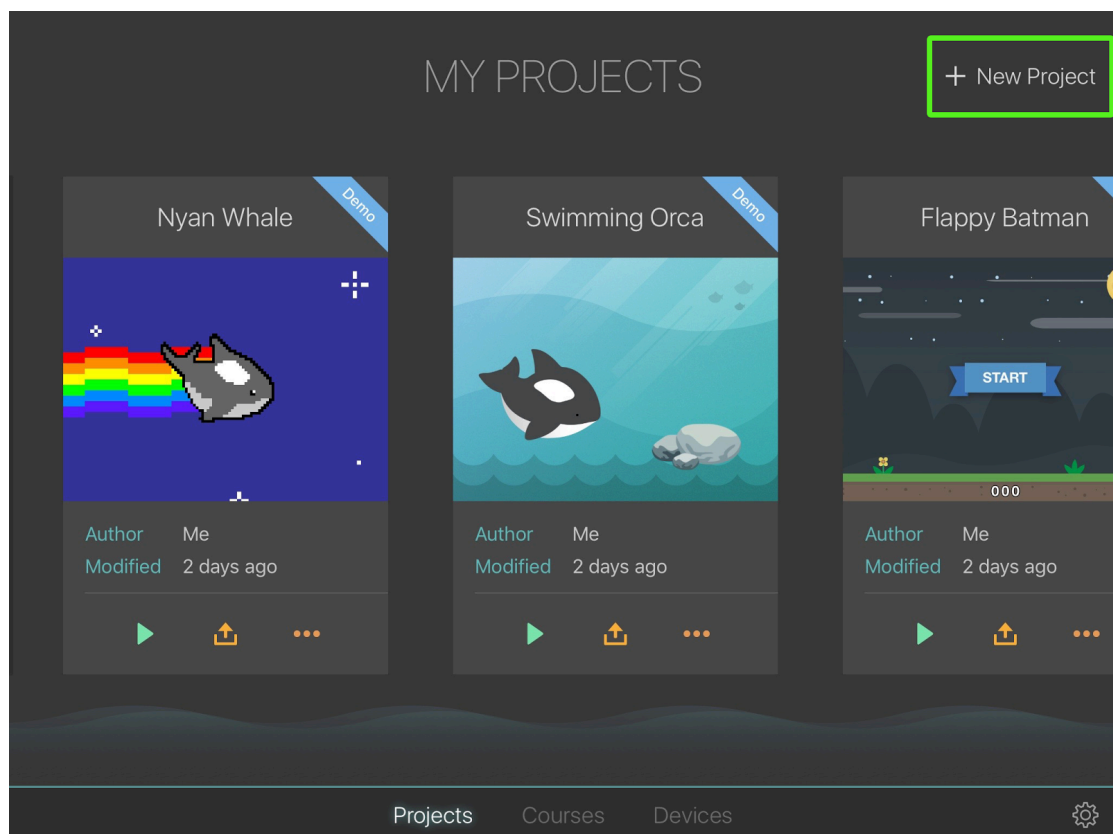 MY PROJECTS
+ New Project
Nyan Whale
Demo
Swimming Orca
Demo
Flappy Batman
START
000
Author Me
Modified 2 days ago
Author Me
Modified 2 days ago
Author Me
Modified 2 days ago
Projects Courses Devices